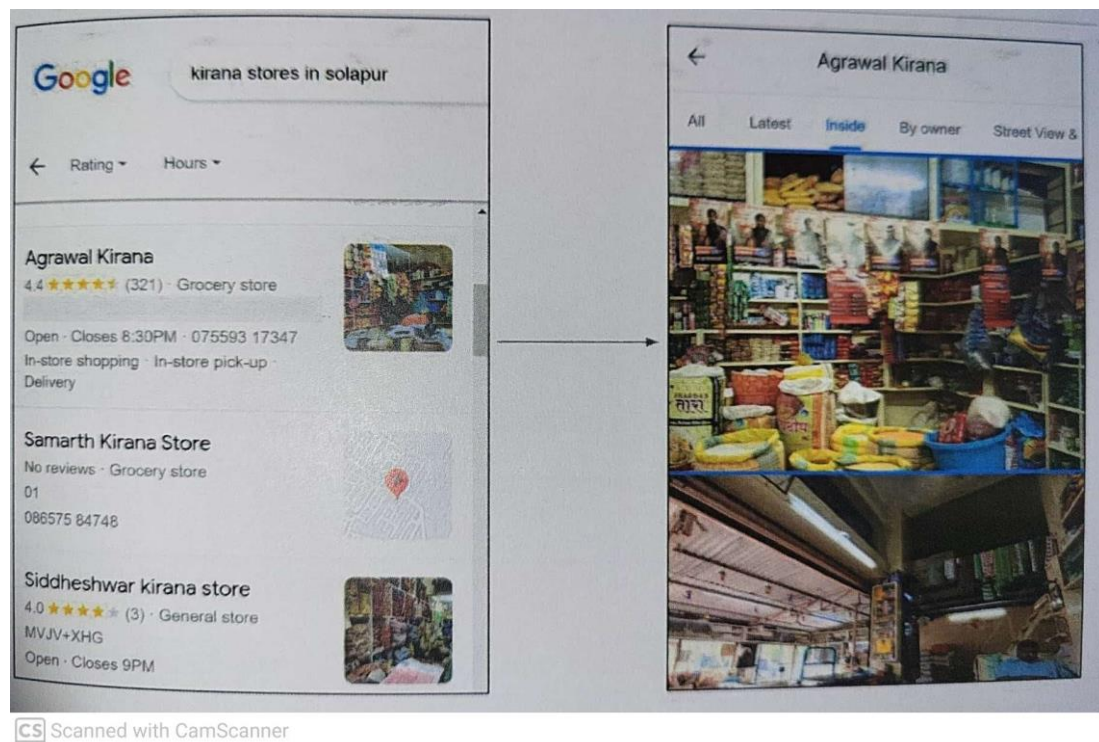 Google
kirana stores in solapur
← Rating Hours
Agrawal Kirana
4.4 (321) · Grocery store
Open · Closes 8:30PM · 075593 17347
In-store shopping · In-store pick-up ·
Delivery
Samarth Kirana Store
No reviews · Grocery store
01
086575 84748
Siddheshwar kirana store
4.0 (3) · General store
MVJV+XHG
Open · Closes 9PM
← Agrawal Kirana
All Latest Inside By owner Street View &
तारा
CS Scanned with CamScanner